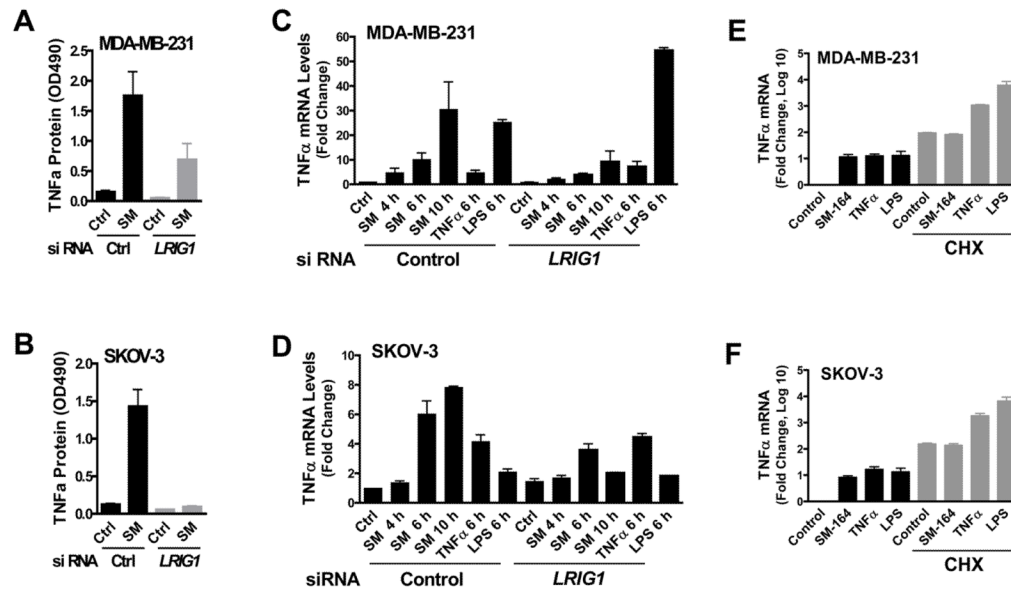 A
MDA-MB-231
TNFa Protein (OD490)
2.5
2.0
1.5
1.0
0.5
0.0
Ctrl
SM
Ctrl
SM
si RNA
Ctrl
LRIG1
B
SKOV-3
TNFa Protein (OD490)
2.0
1.5
1.0
0.5
0.0
Ctrl
SM
Ctrl
SM
si RNA
Ctrl
LRIG1
C
MDA-MB-231
TNFα mRNA Levels
(Fold Change)
60
50
40
30
20
10
0
Ctrl
SM 4 h
SM 6 h
SM 10 h
TNFα 6 h
LPS 6 h
Ctrl
SM 4 h
SM 6 h
SM 10 h
TNFα 6 h
LPS 6 h
si RNA
Control
LRIG1
D
SKOV-3
TNFα mRNA Levels
(Fold Change)
10
8
6
4
2
0
Ctrl
SM 4 h
SM 6 h
SM 10 h
TNFα 6 h
LPS 6 h
Ctrl
SM 4 h
SM 6 h
SM 10 h
TNFα 6 h
LPS 6 h
siRNA
Control
LRIG1
E
MDA-MB-231
TNFα mRNA
(Fold Change, Log 10)
5
4
3
2
1
0
Control
SM-164
TNFα
LPS
Control
SM-164
TNFα
LPS
CHX
F
SKOV-3
TNFα mRNA
(Fold Change, Log 10)
5
4
3
2
1
0
Control
SM-164
TNFα
LPS
Control
SM-164
TNFα
LPS
CHX